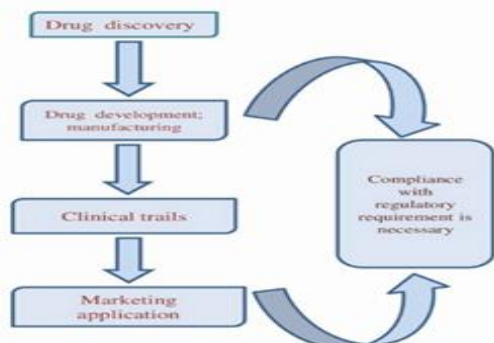 Drug discovery
Drug development;
manufacturing
Clinical trails
Marketing
application
Compliance
with
regulatory
requirement is
necessary